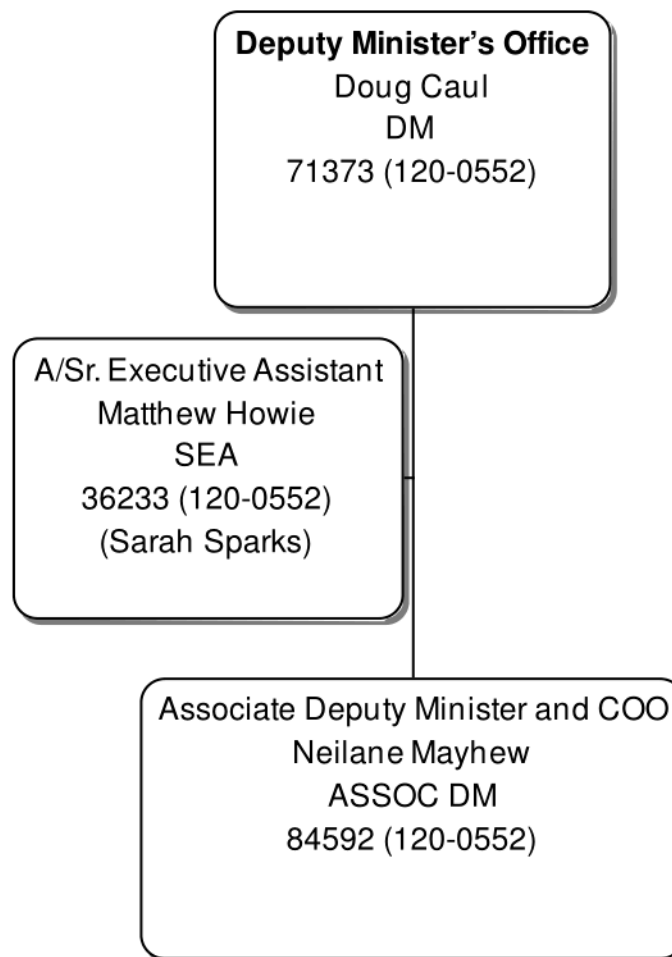 Deputy Minister’s Office
Doug Caul
DM
71373 (120-0552)
A/Sr. Executive Assistant
Matthew Howie
SEA
36233 (120-0552)
(Sarah Sparks)
Associate Deputy Minister and COO
Neilane Mayhew
ASSOC DM
84592 (120-0552)